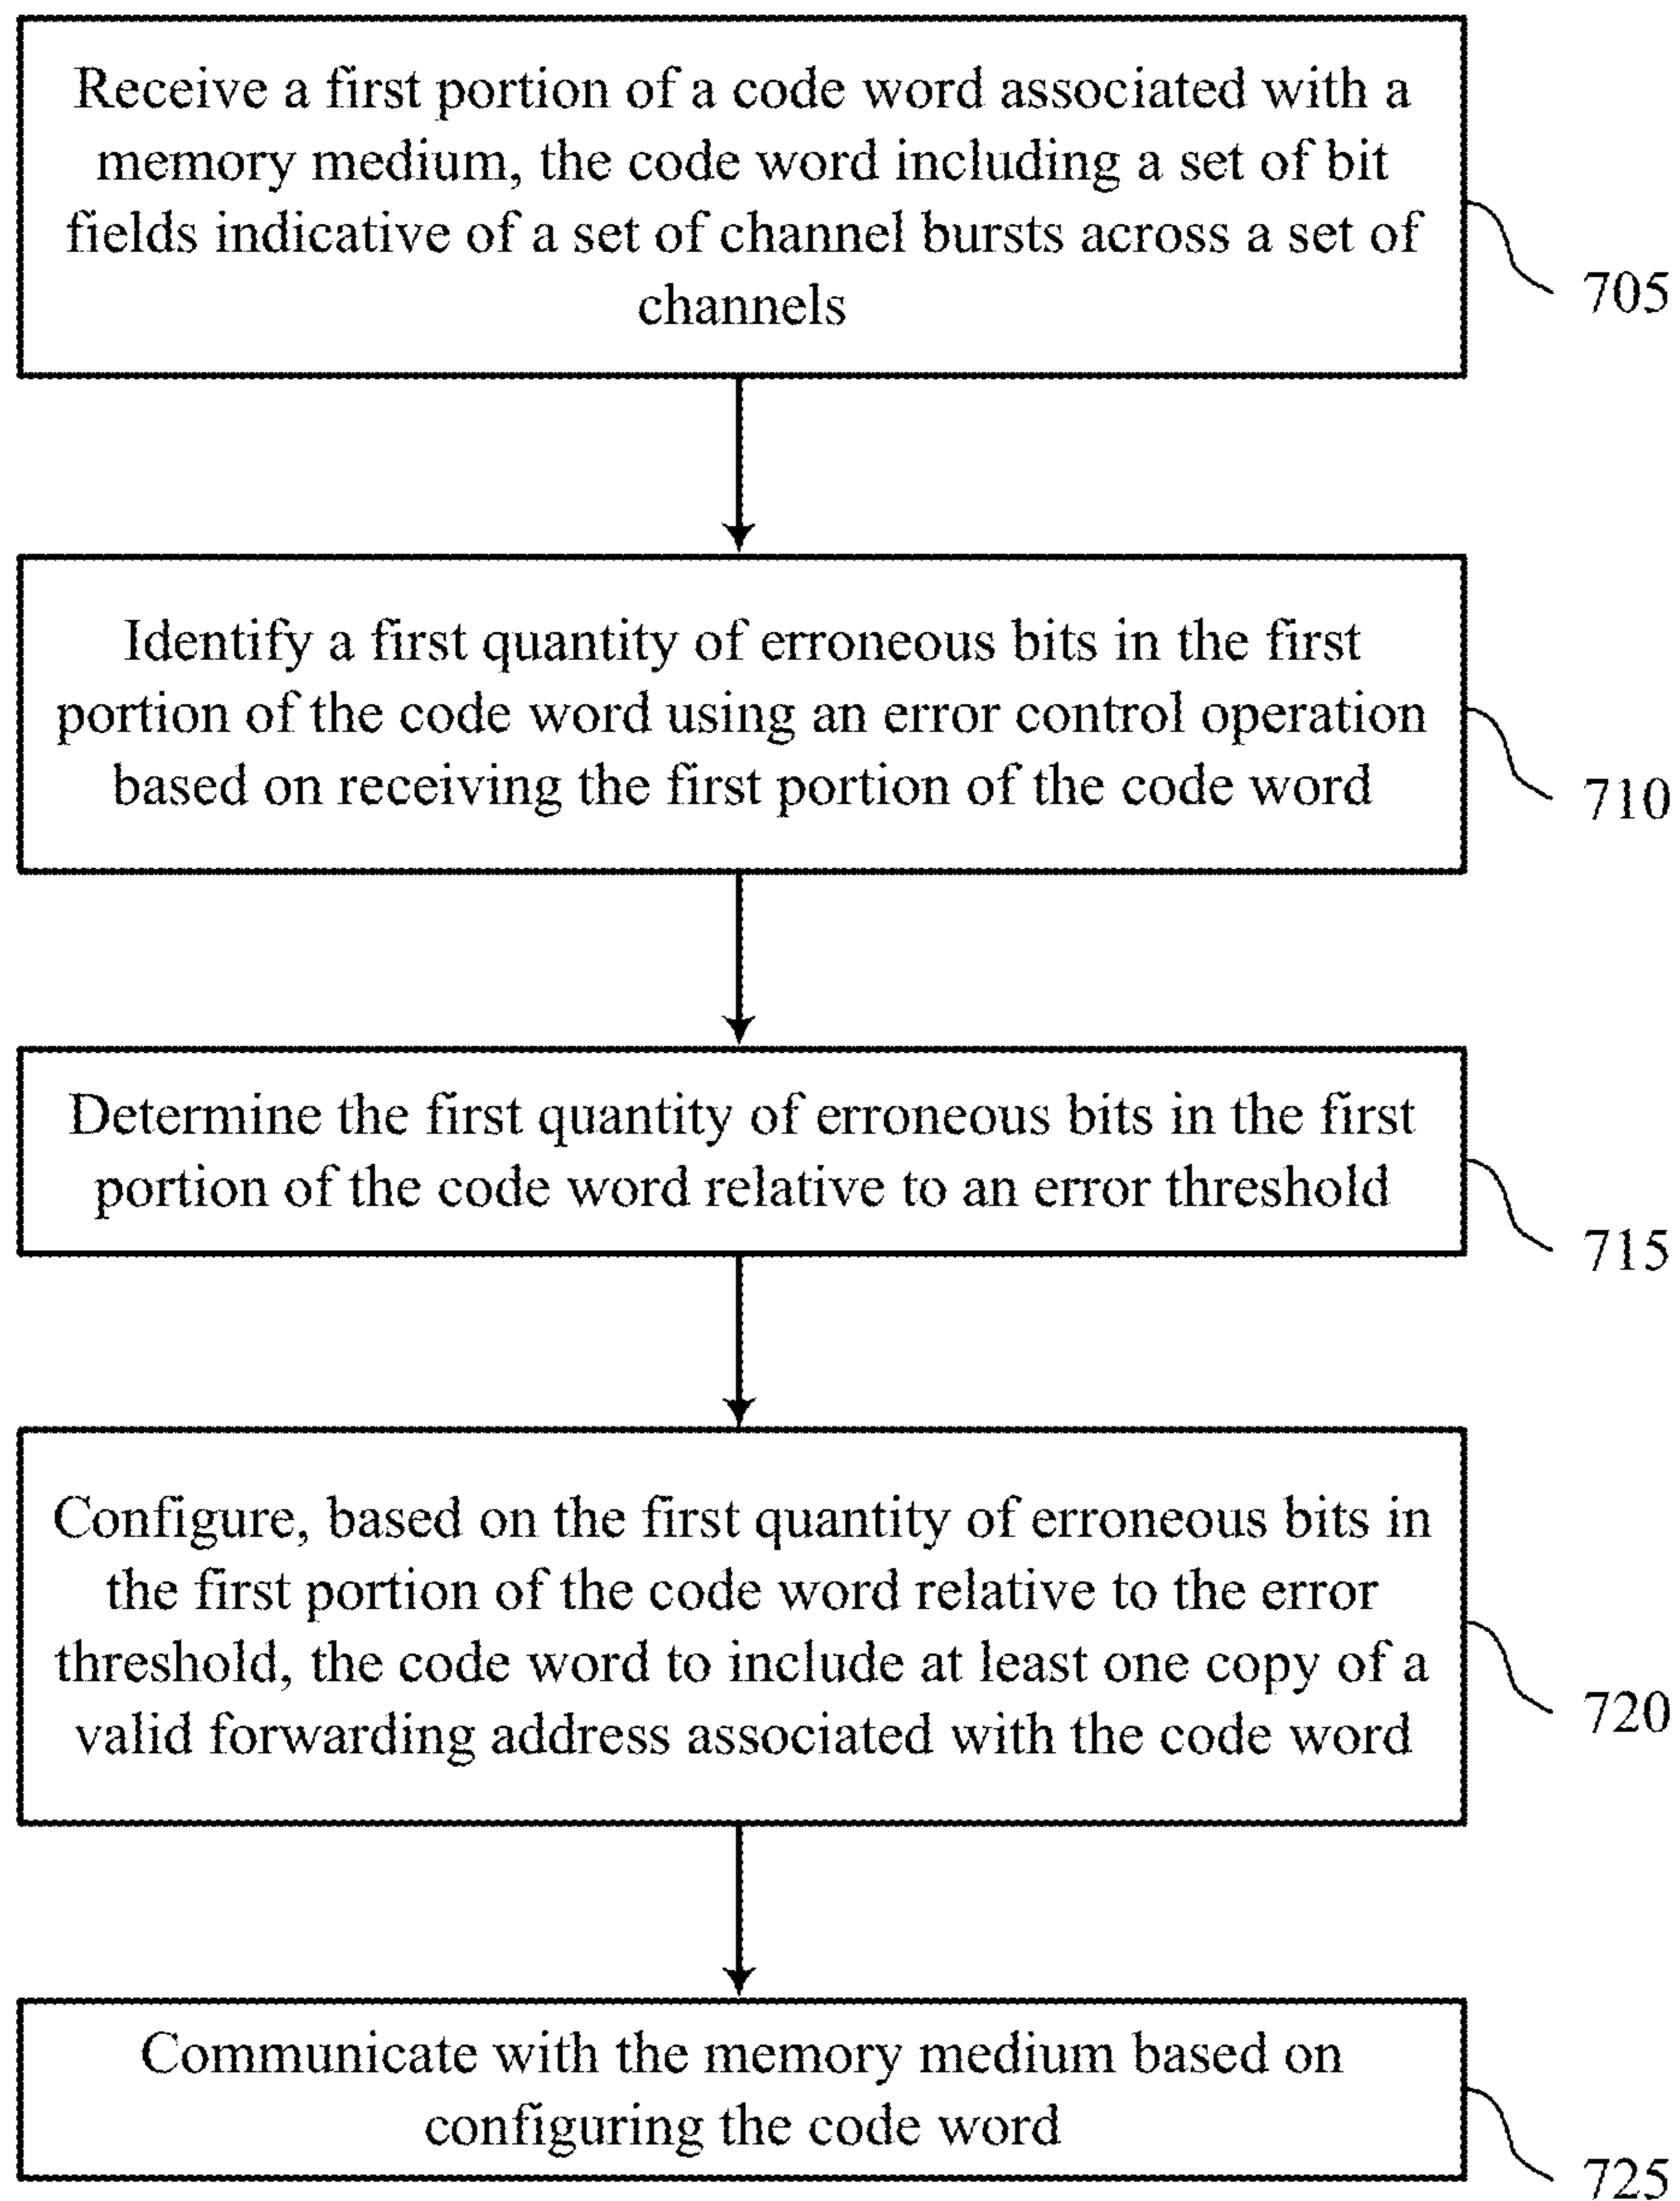 Receive a first portion of a code word associated with a
memory medium, the code word including a set of bit
fields indicative of a set of channel bursts across a set of
channels
705
Identify a first quantity of erroneous bits in the first
portion of the code word using an error control operation
based on receiving the first portion of the code word
710
Determine the first quantity of erroneous bits in the first
portion of the code word relative to an error threshold
715
Configure, based on the first quantity of erroneous bits in
the first portion of the code word relative to the error
threshold, the code word to include at least one copy of a
valid forwarding address associated with the code word
720
Communicate with the memory medium based on
configuring the code word
725